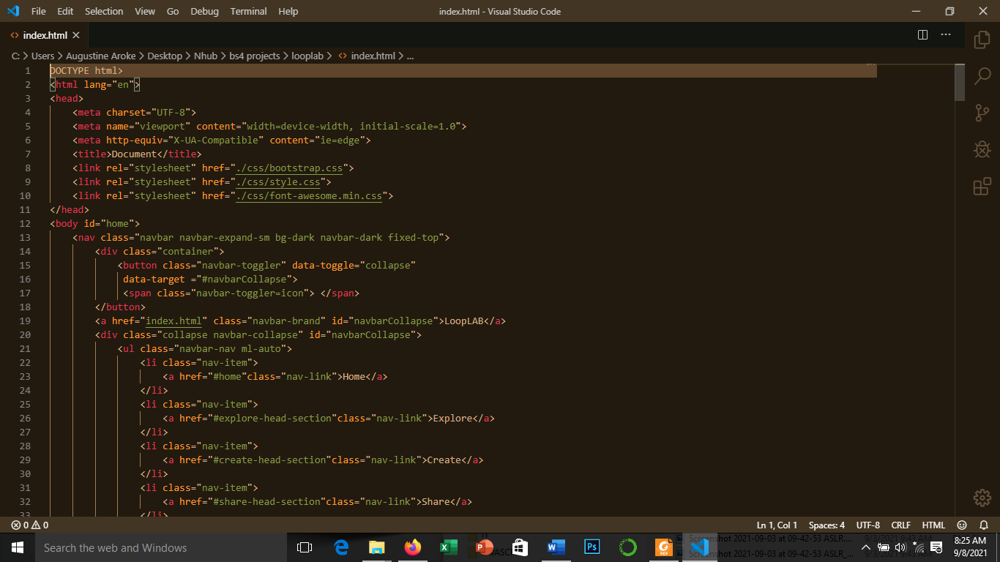 File Edit Selection View Go Debug Terminal Help index.html - Visual Studio Code
index.html
C: > Users > Augustine Aroke > Desktop > Nhub > bs4 projects > looplab > index.html > ...
1 DOCTYPE html>
2 <html lang="en">
3 <head>
4 <meta charset="UTF-8">
5 <meta name="viewport" content="width=device-width, initial-scale=1.0">
6 <meta http-equiv="X-UA-Compatible" content="ie=edge">
7 <title>Document</title>
8 <link rel="stylesheet" href="./css/bootstrap.css">
9 <link rel="stylesheet" href="./css/style.css">
10 <link rel="stylesheet" href="./css/font-awesome.min.css">
11 </head>
12 <body id="home">
13 <nav class="navbar navbar-expand-sm bg-dark navbar-dark fixed-top">
14 <div class="container">
15 <button class="navbar-toggler" data-toggle="collapse"
16 data-target ="#navbarCollapse">
17 <span class="navbar-toggler=icon"> </span>
18 </button>
19 <a href="index.html" class="navbar-brand" id="navbarCollapse">LoopLAB</a>
20 <div class="collapse navbar-collapse" id="navbarCollapse">
21 <ul class="navbar-nav ml-auto">
22 <li class="nav-item">
23 <a href="#home"class="nav-link">Home</a>
24 </li>
25 <li class="nav-item">
26 <a href="#explore-head-section"class="nav-link">Explore</a>
27 </li>
28 <li class="nav-item">
29 <a href="#create-head-section"class="nav-link">Create</a>
30 </li>
31 <li class="nav-item">
32 <a href="#share-head-section"class="nav-link">Share</a>
33 </li>
0 0 Ln 1, Col 1 Spaces: 4 UTF-8 CRLF HTML
Search the web and Windows
Screenshot 2021-09-03 at 09-42-53 ASLR.... 9/3/2021 9:43 AM
Screenshot 2021-09-03 at 09-42-53 ASLR_...
8:25 AM
9/8/2021